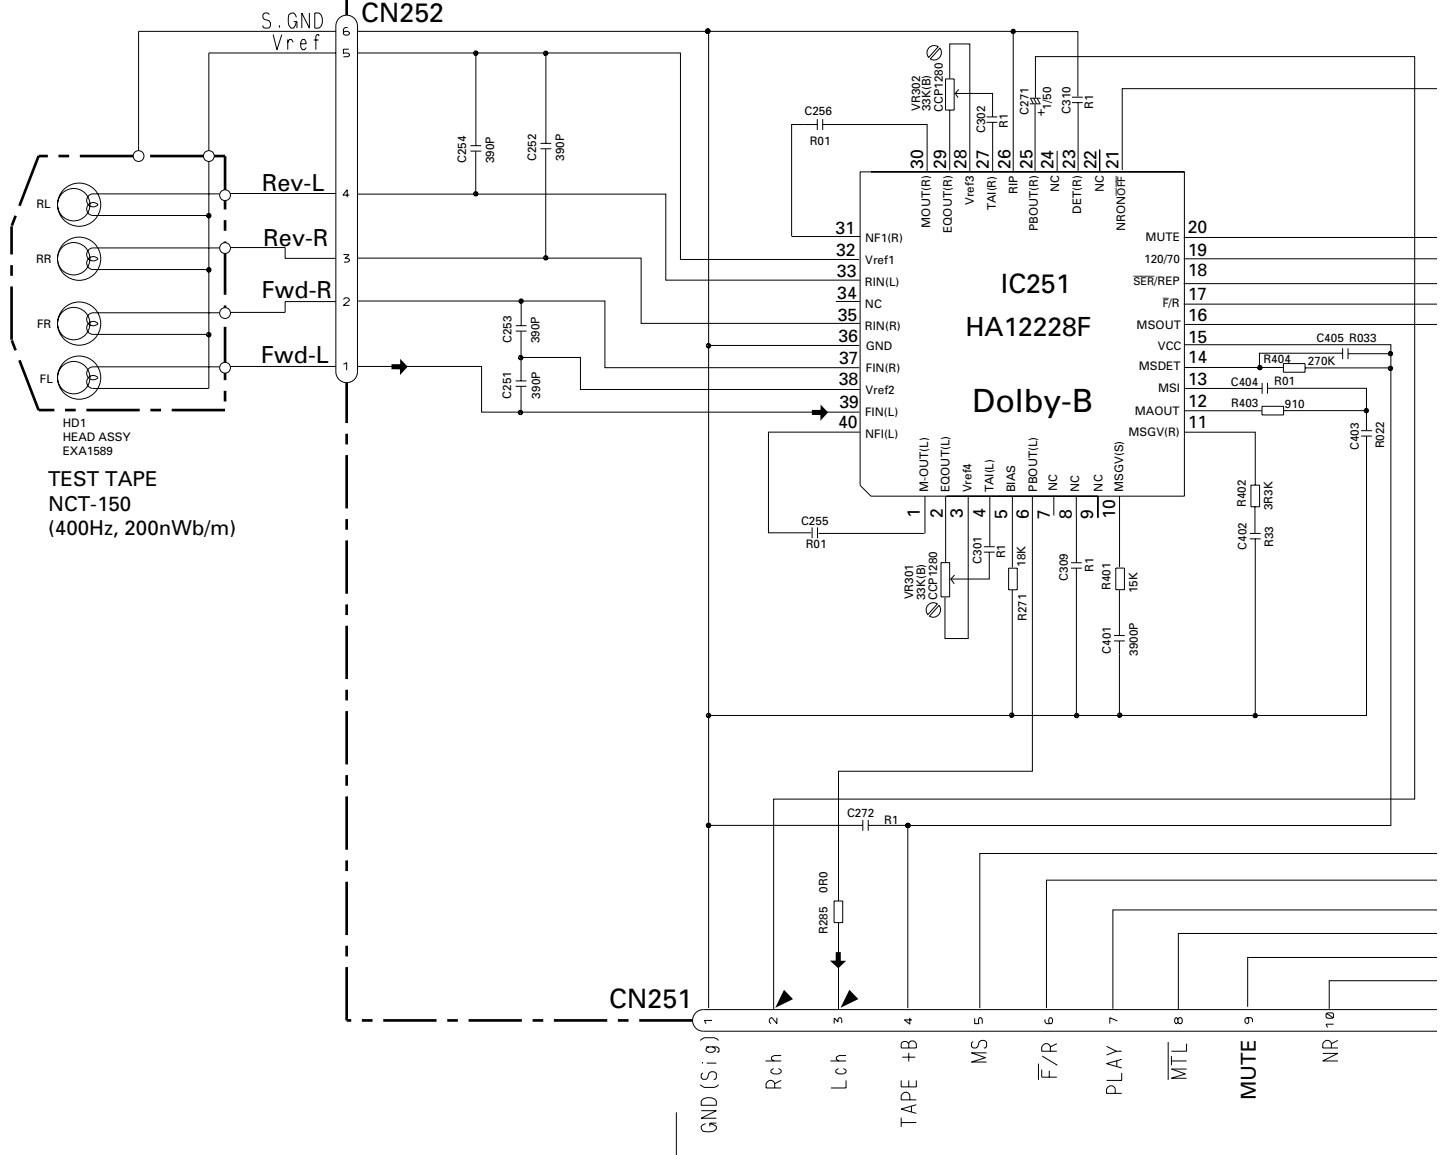 CN252
S.GND
6
Vref
5
Rev-L
4
Rev-R
3
Fwd-R
2
Fwd-L
1
RL
RR
FR
FL
HD1
HEAD ASSY
EXA1589
TEST TAPE
NCT-150
(400Hz, 200nWb/m)
C254
390P
C252
390P
C253
390P
C251
390P
C256
R01
VR302
33K(B)
CCP1280
C302
R1
C271
+1/50
C310
R1
30
29
28
27
26
25
24
23
22
21
MOUT(R)
EQOUT(R)
Vref3
TAI(R)
RIP
PBOUT(R)
NC
DET(R)
NC
NRONOFF
31 NF1(R)
32 Vref1
33 RIN(L)
34 NC
35 RIN(R)
36 GND
37 FIN(R)
38 Vref2
39 FIN(L)
40 NFI(L)
IC251
HA12228F
Dolby-B
MUTE 20
120/70 19
SER/REP 18
F/R 17
MSOUT 16
VCC 15
MSDET 14
MSI 13
MAOUT 12
MSGV(R) 11
C405 R033
R404 270K
C404 R01
R403 910
C403
R022
R402
3R3K
C402
R33
M-OUT(L)
EQOUT(L)
Vref4
TAI(L)
BIAS
PBOUT(L)
NC
NC
NC
MSGV(S)
1
2
3
4
5
6
7
8
9
10
C255
R01
VR301
33K(B)
CCP1280
C301
R1
18K
R271
C309
R1
R401
15K
C401
3900P
C272 R1
R285 0R0
CN251
1
2
3
4
5
6
7
8
9
10
GND(Sig)
Rch
Lch
TAPE +B
MS
F/R
PLAY
MTL
MUTE
NR